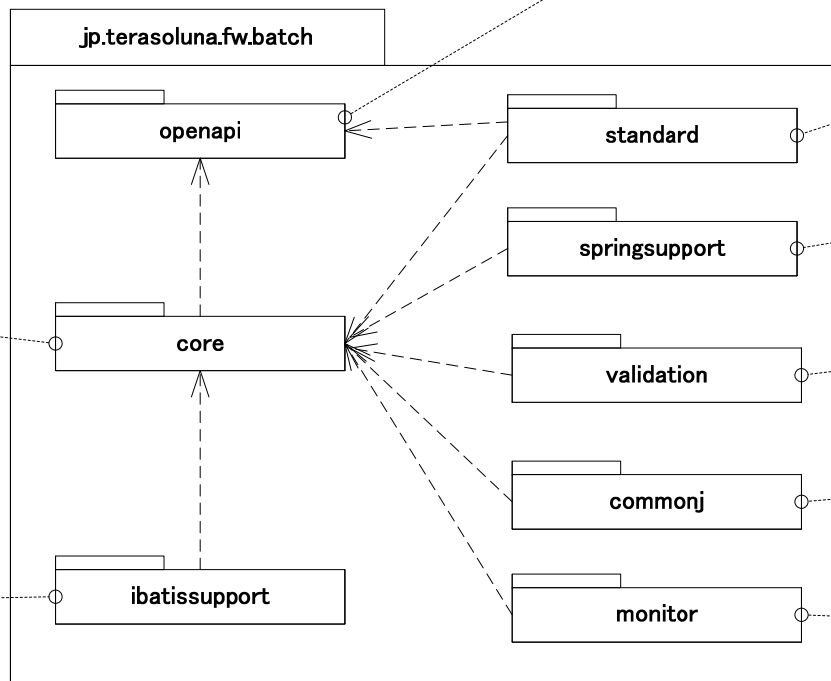 jp.terasoluna.fw.batch
openapi
standard
springsupport
core
validation
commonj
ibatissupport
monitor